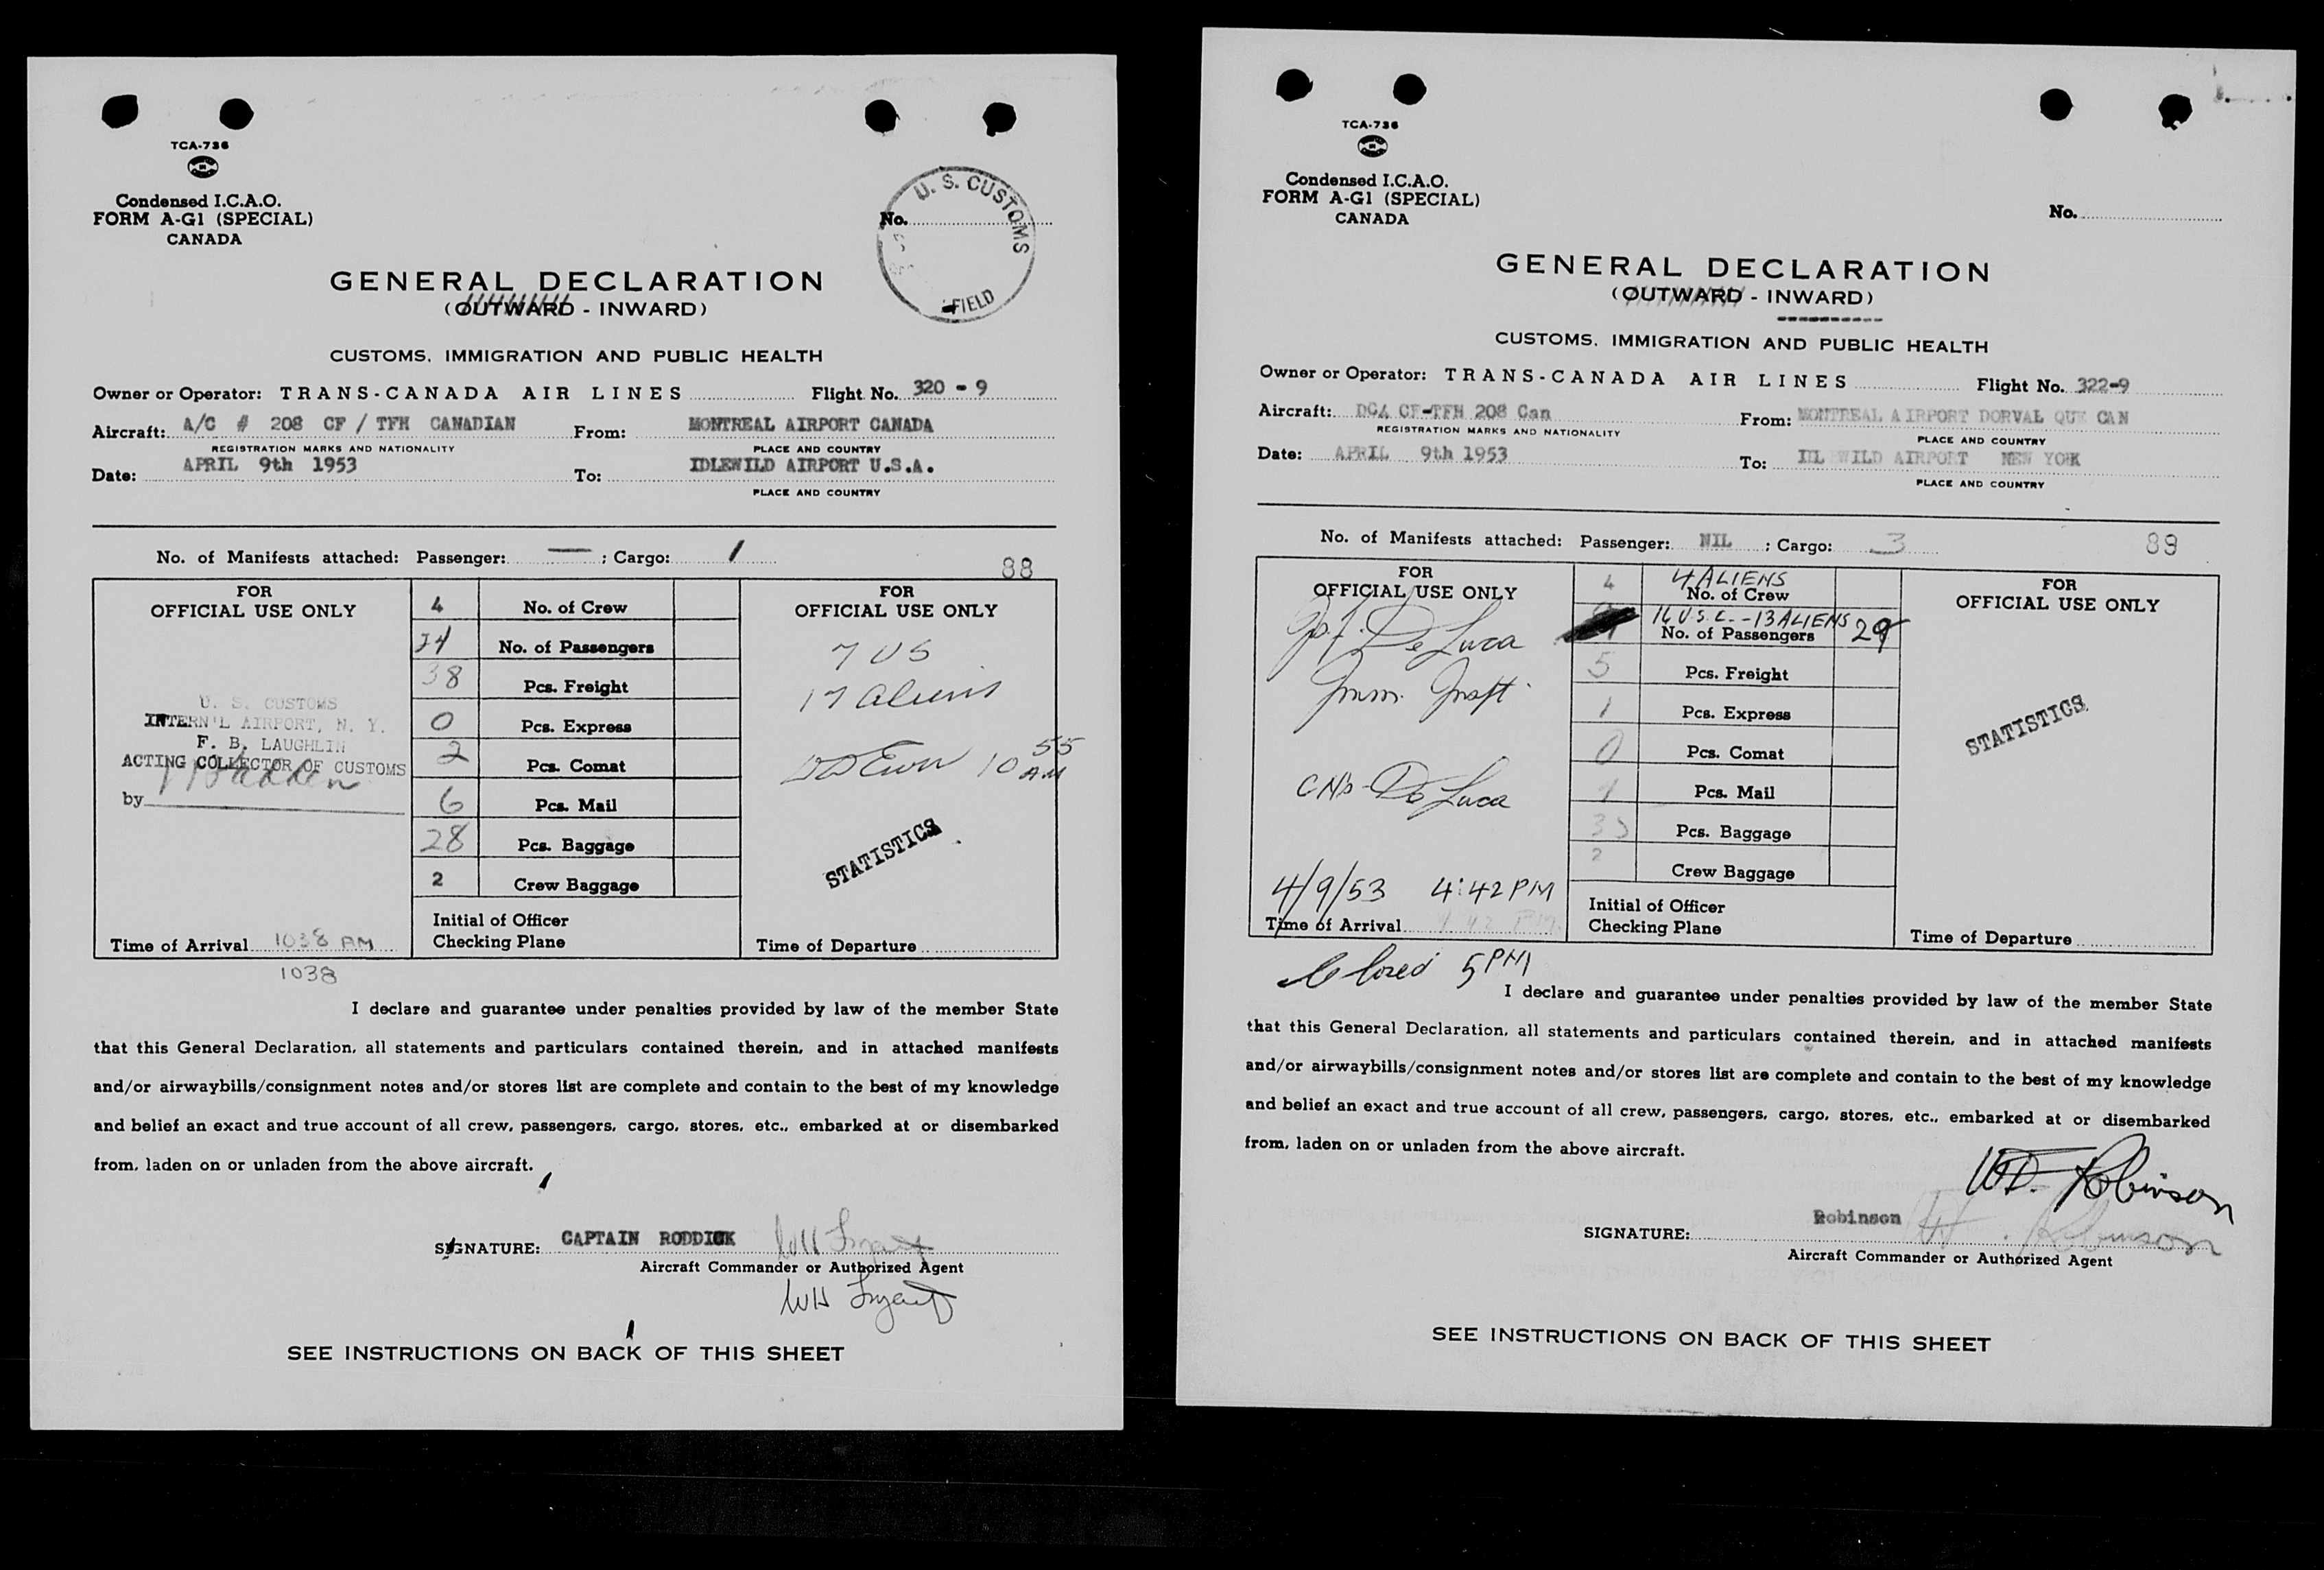 TCA-736
Condensed I.C.A.O.
FORM A-G1 (SPECIAL)
CANADA
No.
U. S. CUSTOMS
FIELD
GENERAL DECLARATION
(OUTWARD - INWARD)
CUSTOMS, IMMIGRATION AND PUBLIC HEALTH
Owner or Operator: TRANS-CANADA AIR LINES Flight No. 320 - 9
Aircraft: A/C # 208 CF / TFH CANADIAN From: MONTREAL AIRPORT CANADA
REGISTRATION MARKS AND NATIONALITY PLACE AND COUNTRY
Date: APRIL 9th 1953 To: IDLEWILD AIRPORT U.S.A.
PLACE AND COUNTRY
No. of Manifests attached: Passenger: — ; Cargo: 1
88
FOR
OFFICIAL USE ONLY
U. S. CUSTOMS
INTERN'L AIRPORT, N. Y.
F. B. LAUGHLIN
ACTING COLLECTOR OF CUSTOMS
by
Time of Arrival 1038 AM
1038
4 No. of Crew
24 No. of Passengers
38 Pcs. Freight
0 Pcs. Express
2 Pcs. Comat
6 Pcs. Mail
28 Pcs. Baggage
2 Crew Baggage
Initial of Officer
Checking Plane
FOR
OFFICIAL USE ONLY
7 US
17 aliens
10 55 AM
STATISTICS
Time of Departure
I declare and guarantee under penalties provided by law of the member State
that this General Declaration, all statements and particulars contained therein, and in attached manifests
and/or airwaybills/consignment notes and/or stores list are complete and contain to the best of my knowledge
and belief an exact and true account of all crew, passengers, cargo, stores, etc., embarked at or disembarked
from, laden on or unladen from the above aircraft.
SIGNATURE: CAPTAIN RODDICK
Aircraft Commander or Authorized Agent
SEE INSTRUCTIONS ON BACK OF THIS SHEET
TCA-736
Condensed I.C.A.O.
FORM A-G1 (SPECIAL)
CANADA
No.
GENERAL DECLARATION
(OUTWARD - INWARD)
CUSTOMS, IMMIGRATION AND PUBLIC HEALTH
Owner or Operator: TRANS-CANADA AIR LINES Flight No. 322-9
Aircraft: DC4 CF-TFH 208 Can From: MONTREAL AIRPORT DORVAL QUE CAN
REGISTRATION MARKS AND NATIONALITY PLACE AND COUNTRY
Date: APRIL 9th 1953 To: IDLEWILD AIRPORT NEW YORK
PLACE AND COUNTRY
No. of Manifests attached: Passenger: NIL ; Cargo: 3
89
FOR
OFFICIAL USE ONLY
De Luca
Imm. Inspt.
De Luca
4/9/53 4:42 PM
Time of Arrival 4 42 PM
Closed 5 PM
4 ALIENS
4 No. of Crew
16 U.S.C. - 13 ALIENS
No. of Passengers 29
5 Pcs. Freight
1 Pcs. Express
0 Pcs. Comat
1 Pcs. Mail
Pcs. Baggage
2 Crew Baggage
Initial of Officer
Checking Plane
FOR
OFFICIAL USE ONLY
STATISTICS
Time of Departure
I declare and guarantee under penalties provided by law of the member State
that this General Declaration, all statements and particulars contained therein, and in attached manifests
and/or airwaybills/consignment notes and/or stores list are complete and contain to the best of my knowledge
and belief an exact and true account of all crew, passengers, cargo, stores, etc., embarked at or disembarked
from, laden on or unladen from the above aircraft.
W.D. Robinson
SIGNATURE: Robinson
Aircraft Commander or Authorized Agent
SEE INSTRUCTIONS ON BACK OF THIS SHEET